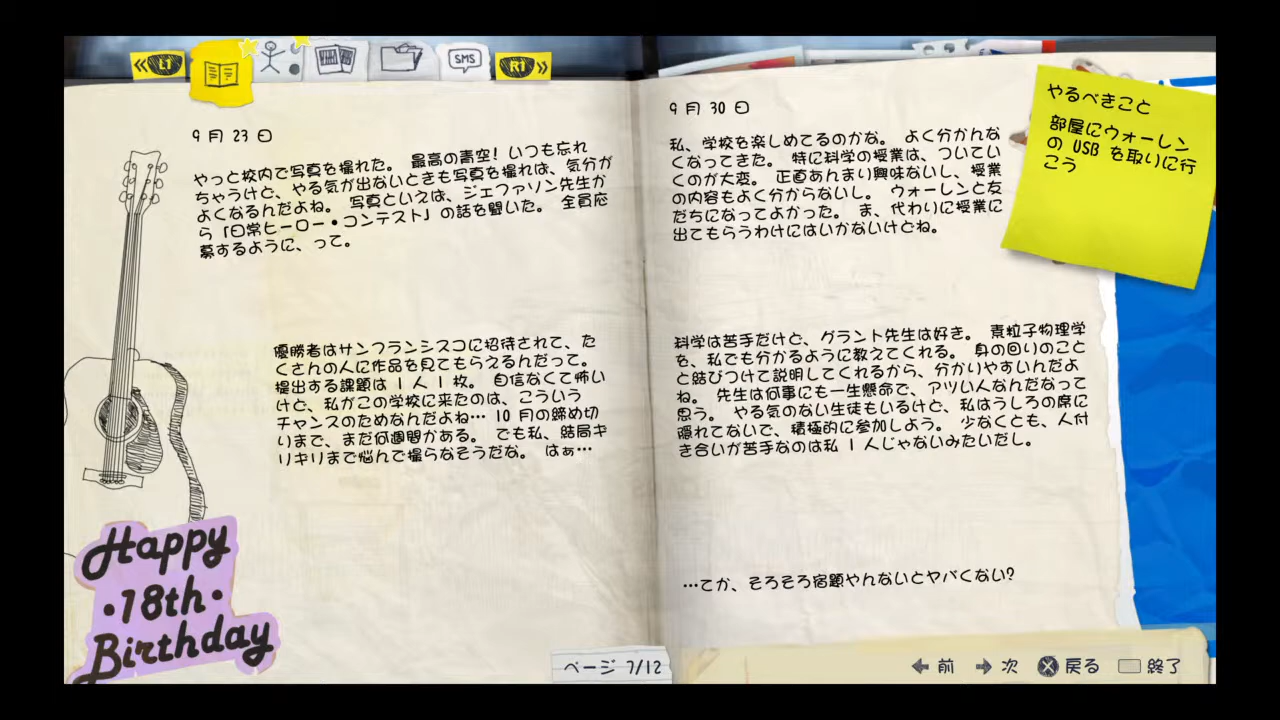 L1
SMS
R1
9月23日
やっと校内で写真を撮れた。 最高の青空! いつも忘れ
ちゃうけど、やる気が出ないときも写真を撮れば、気分が
よくなるんだよね。 写真といえば、ジェファソン先生か
ら「日常ヒーロー・コンテスト」の話を聞いた。 全員応
募するように、って。
優勝者はサンフランシスコに招待されて、た
くさんの人に作品を見てもらえるんだって。
提出する課題は1人1枚。 自信なくて怖い
けど、私がこの学校に来たのは、こういう
チャンスのためなんだよね… 10月の締め切
りまで、まだ何週間かある。 でも私、結局ギ
リギリまで悩んで撮らなそうだな。 はぁ…
Happy
・18th・
Birthday
9月30日
私、学校を楽しめてるのかな。 よく分かんな
くなってきた。 特に科学の授業は、ついてい
くのが大変。 正直あんまり興味ないし、授業
の内容もよく分からないし。 ウォーレンと友
だちになってよかった。 ま、代わりに授業に
出てもらうわけにはいかないけどね。
科学は苦手だけど、グラント先生は好き。 素粒子物理学
を、私でも分かるように教えてくれる。 身の回りのこと
と結びつけて説明してくれるから、分かりやすいんだよ
ね。 先生は何事にも一生懸命で、アツい人なんだなって
思う。 やる気のない生徒もいるけど、私はうしろの席に
隠れてないで、積極的に参加しよう。 少なくとも、人付
き合いが苦手なのは私1人じゃないみたいだし。
…てか、そろそろ宿題やんないとヤバくない?
やるべきこと
部屋にウォーレン
の USB を取りに行
こう
ページ 7/12
前 次 戻る 終了